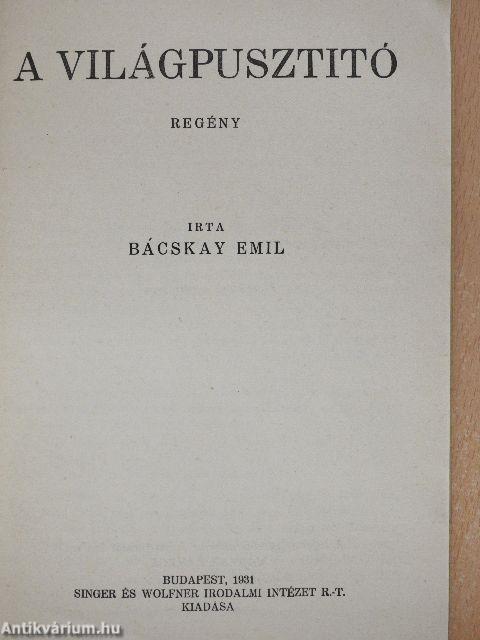 A VILÁGPUSZTITÓ
REGÉNY
IRTA
BÁCSKAY EMIL
BUDAPEST, 1931
SINGER ÉS WOLFNER IRODALMI INTÉZET R.-T.
KIADÁSA
Antikvárium.hu